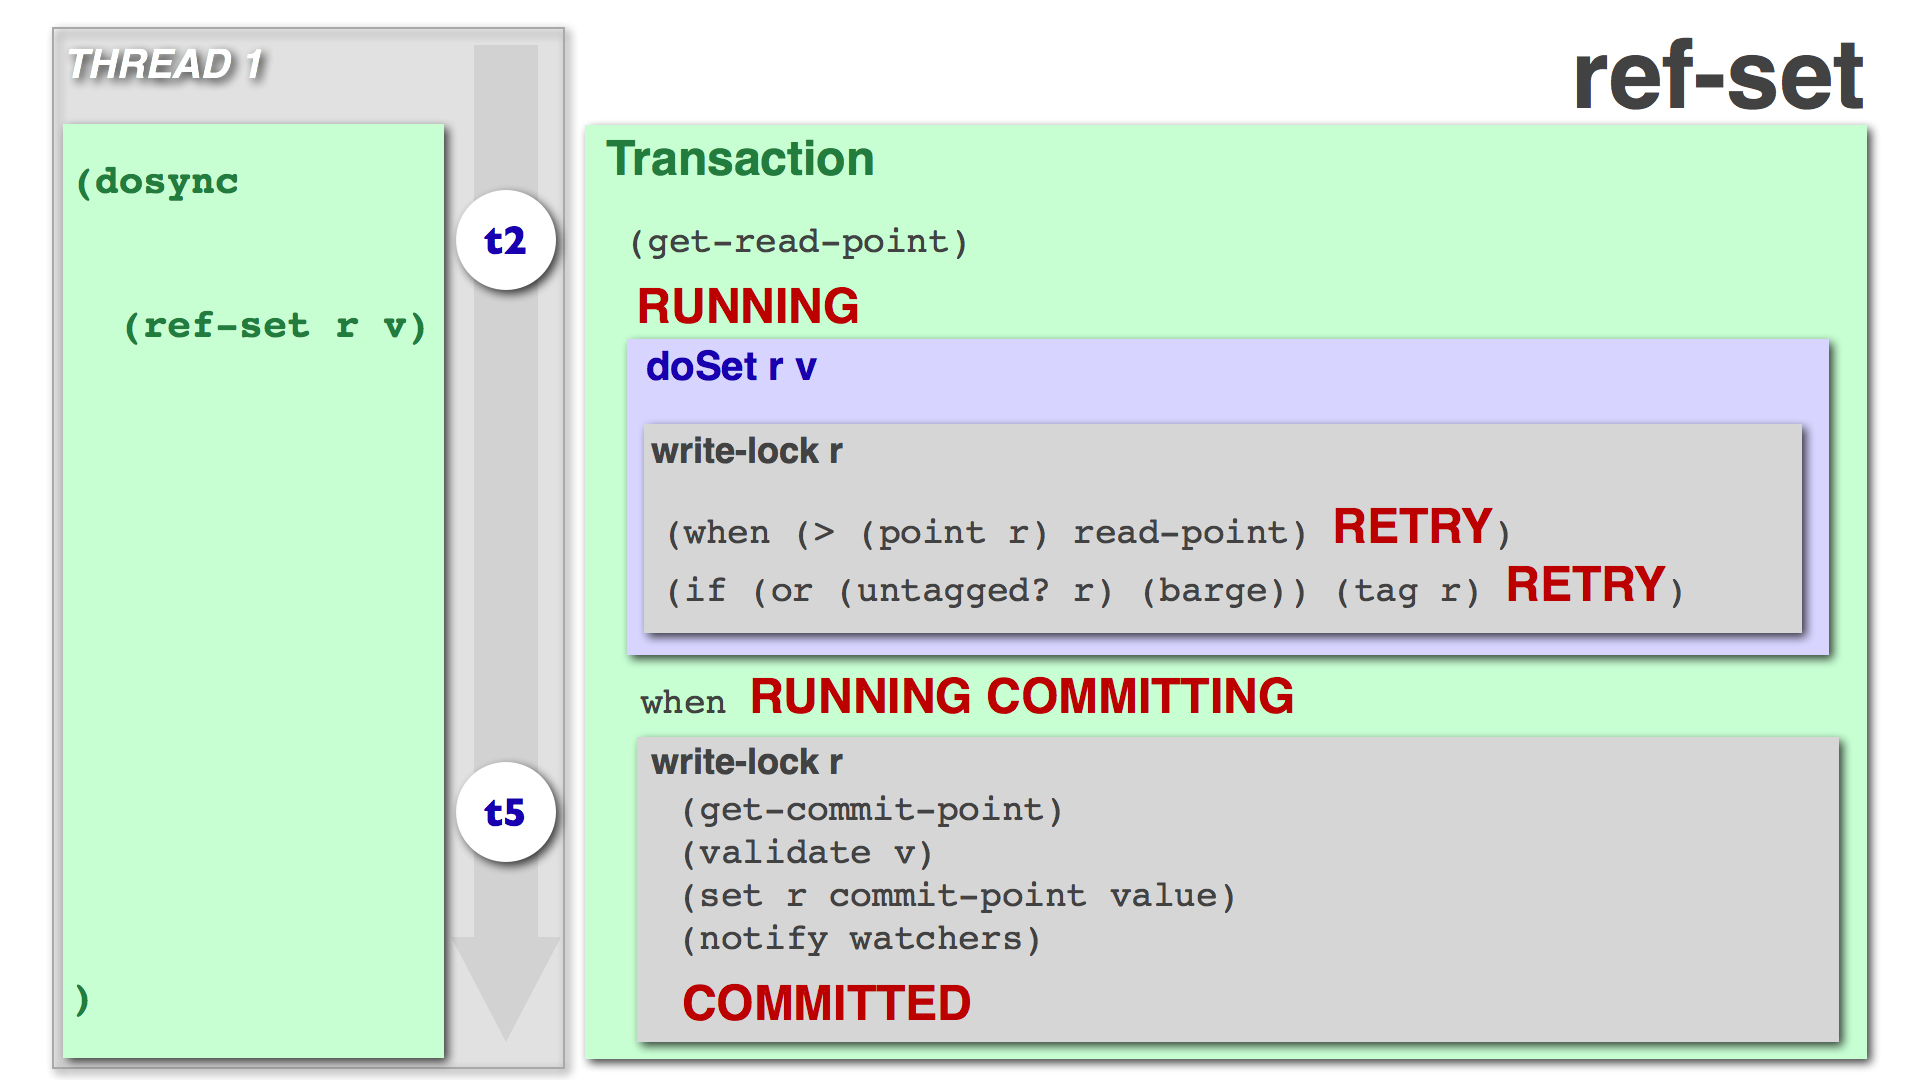 THREAD 1
ref-set
(dosync
t2
(ref-set r v)
t5
)
Transaction
(get-read-point)
RUNNING
doSet r v
write-lock r
(when (> (point r) read-point) RETRY)
(if (or (untagged? r) (barge)) (tag r) RETRY)
when RUNNING COMMITTING
write-lock r
(get-commit-point)
(validate v)
(set r commit-point value)
(notify watchers)
COMMITTED